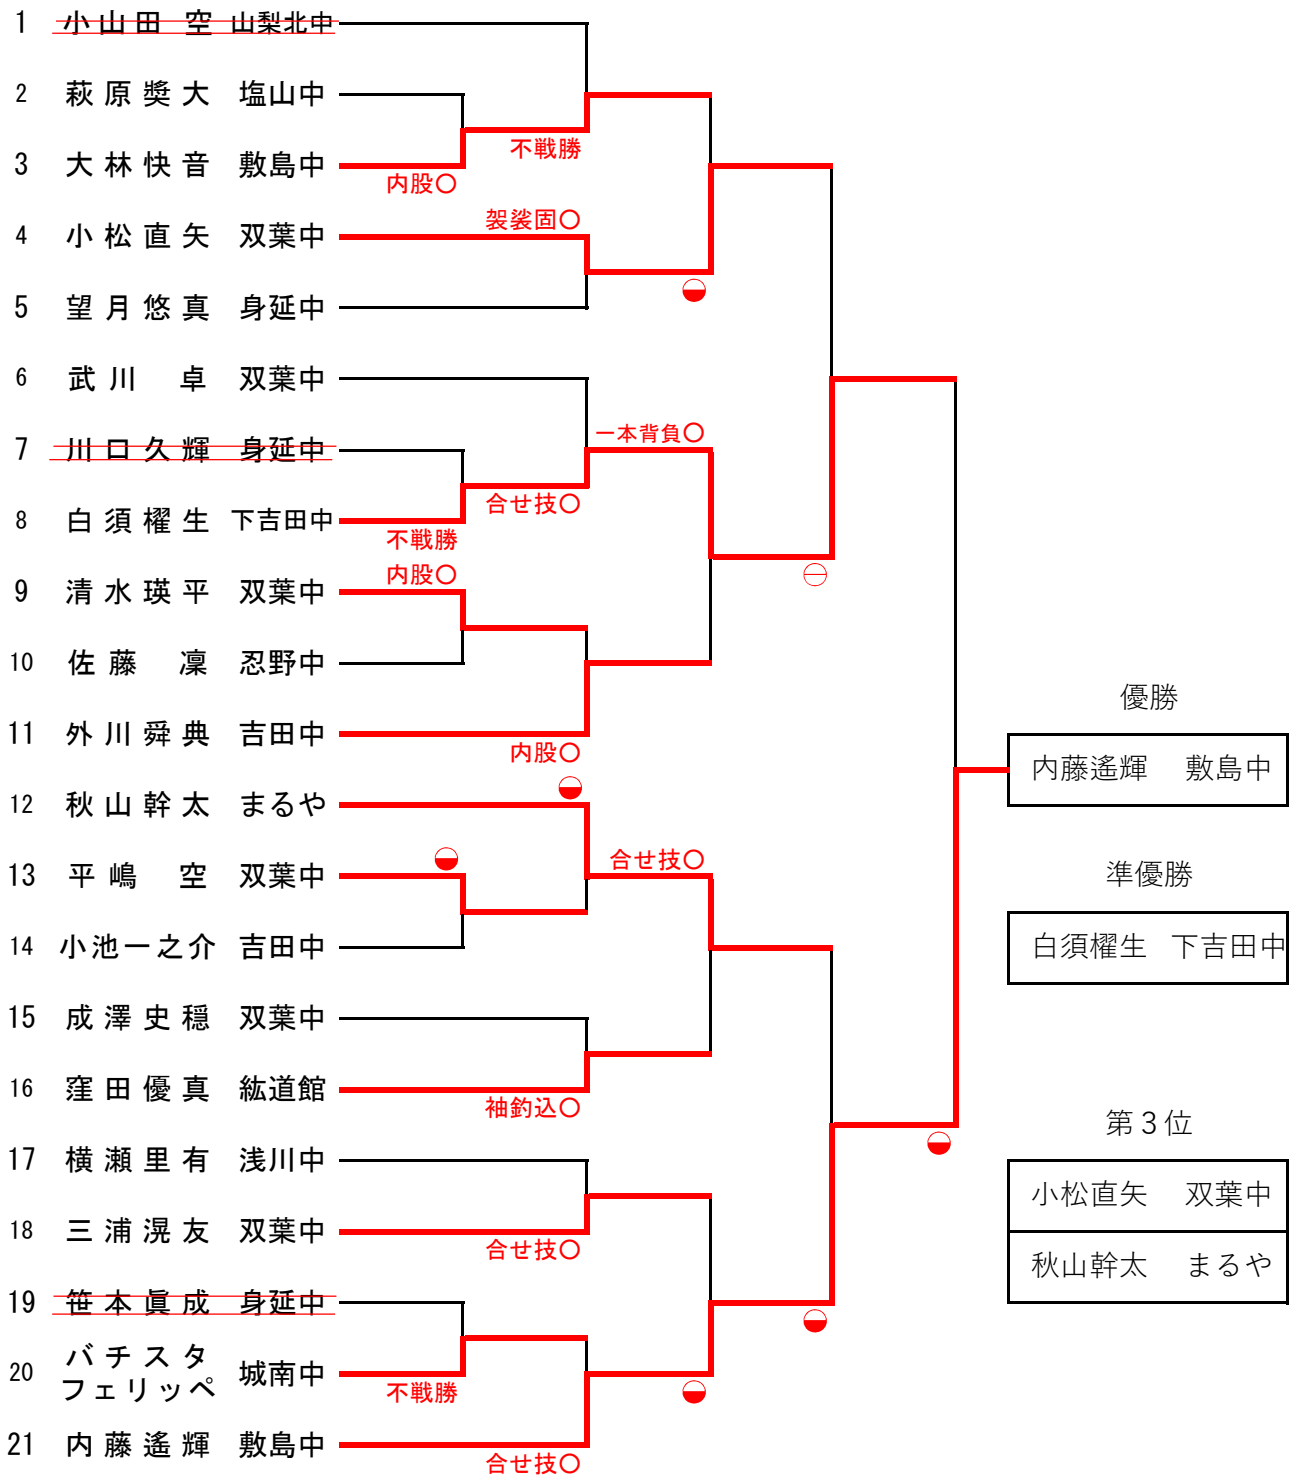 1 小山田 空 山梨北中
2 萩原奬大 塩山中
不戦勝
3 大林快音 敷島中
内股○
袈裟固○
4 小松直矢 双葉中
5 望月悠真 身延中
6 武川 卓 双葉中
一本背負○
7 川口久輝 身延中
合せ技○
8 白須櫂生 下吉田中
不戦勝
内股○
9 清水瑛平 双葉中
10 佐藤 凜 忍野中
11 外川舜典 吉田中
内股○
12 秋山幹太 まるや
合せ技○
13 平嶋 空 双葉中
14 小池一之介 吉田中
15 成澤史穏 双葉中
16 窪田優真 紘道館
袖釣込○
17 横瀬里有 浅川中
18 三浦滉友 双葉中
合せ技○
19 笹本眞成 身延中
20 バチスタ フェリッペ 城南中
不戦勝
21 内藤遙輝 敷島中
合せ技○
優勝
内藤遙輝 敷島中
準優勝
白須櫂生 下吉田中
第3位
小松直矢 双葉中
秋山幹太 まるや